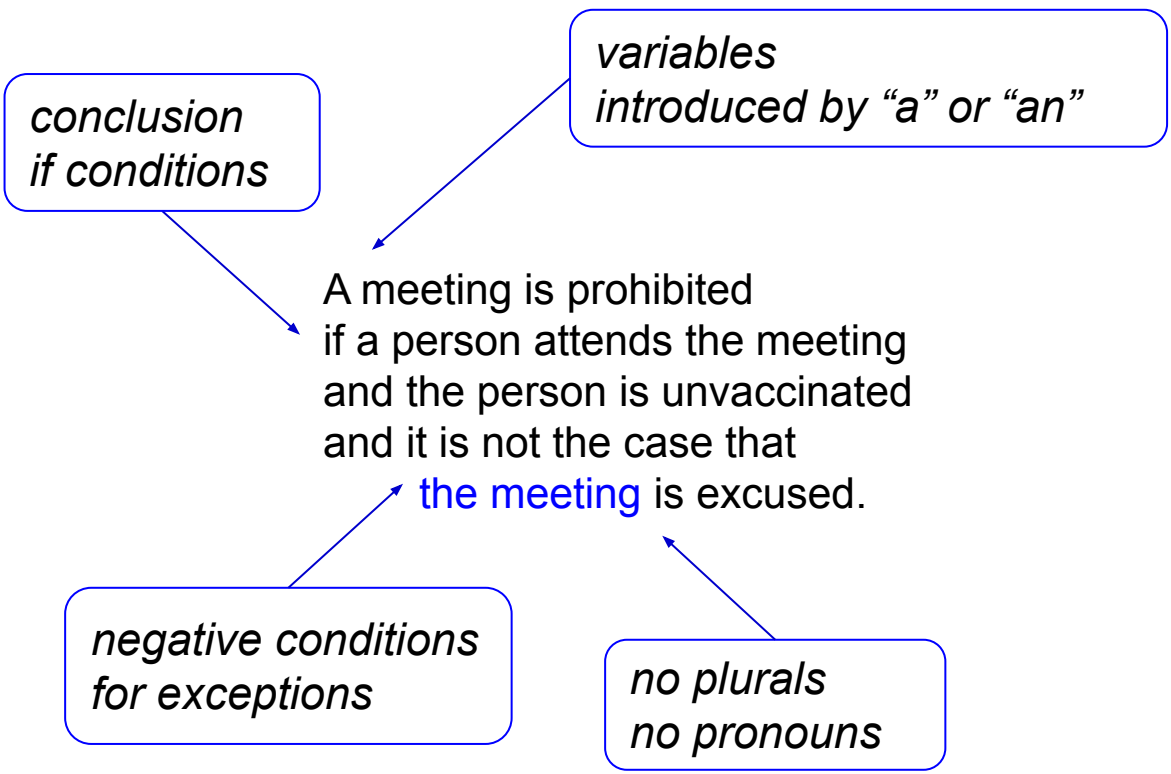 variables
introduced by “a” or “an”
conclusion
if conditions
A meeting is prohibited
if a person attends the meeting
and the person is unvaccinated
and it is not the case that
the meeting is excused.
negative conditions
for exceptions
no plurals
no pronouns